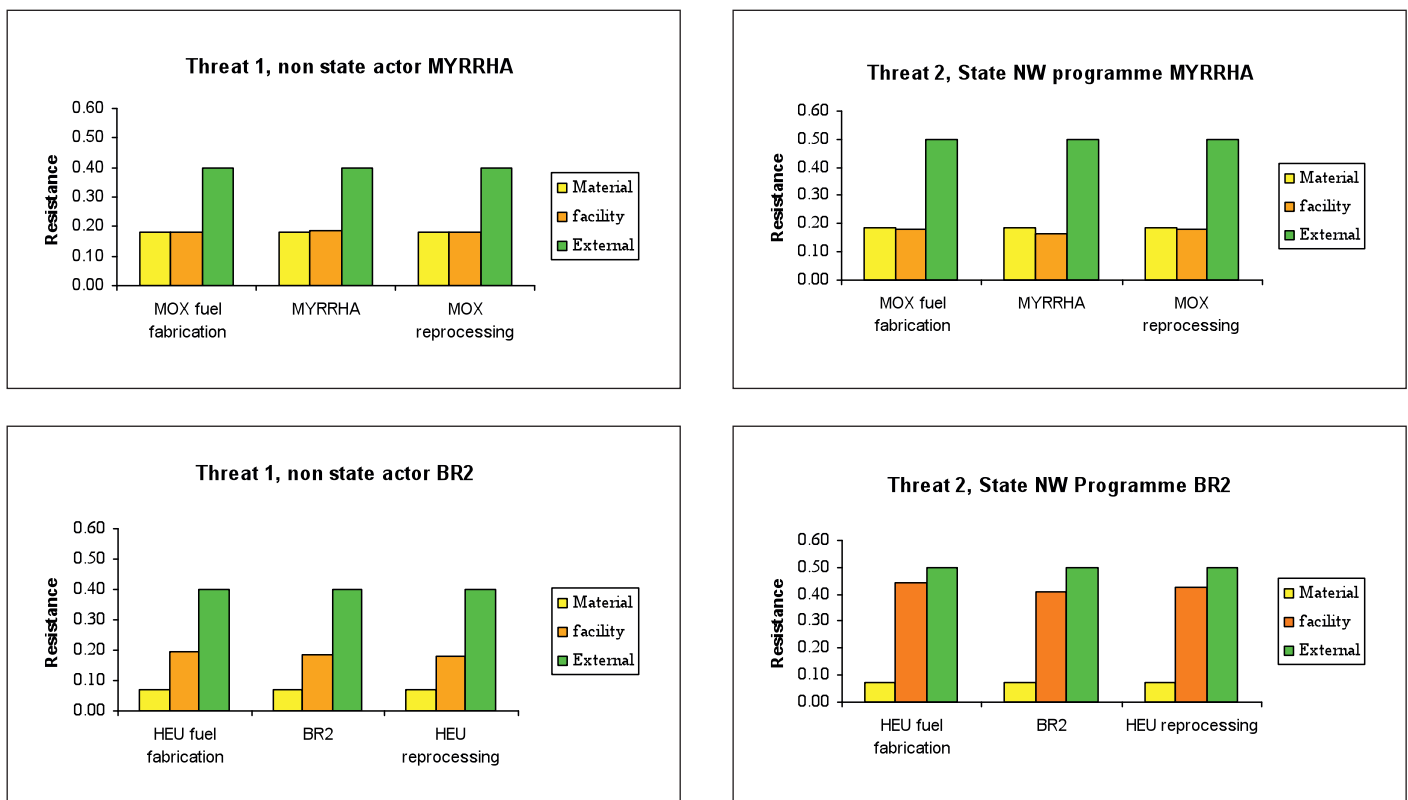 Threat 1, non state actor MYRRHA
0.60
0.50
0.40
0.30
0.20
0.10
0.00
Resistance
MOX fuel
fabrication
MYRRHA
MOX
reprocessing
Material
facility
External
Threat 2, State NW programme MYRRHA
0.60
0.50
0.40
0.30
0.20
0.10
0.00
Resistance
MOX fuel
fabrication
MYRRHA
MOX
reprocessing
Material
facility
External
Threat 1, non state actor BR2
0.60
0.50
0.40
0.30
0.20
0.10
0.00
Resistance
HEU fuel
fabrication
BR2
HEU
reprocessing
Material
facility
External
Threat 2, State NW Programme BR2
0.60
0.50
0.40
0.30
0.20
0.10
0.00
Resistance
HEU fuel
fabrication
BR2
HEU reprocessing
Material
facility
External